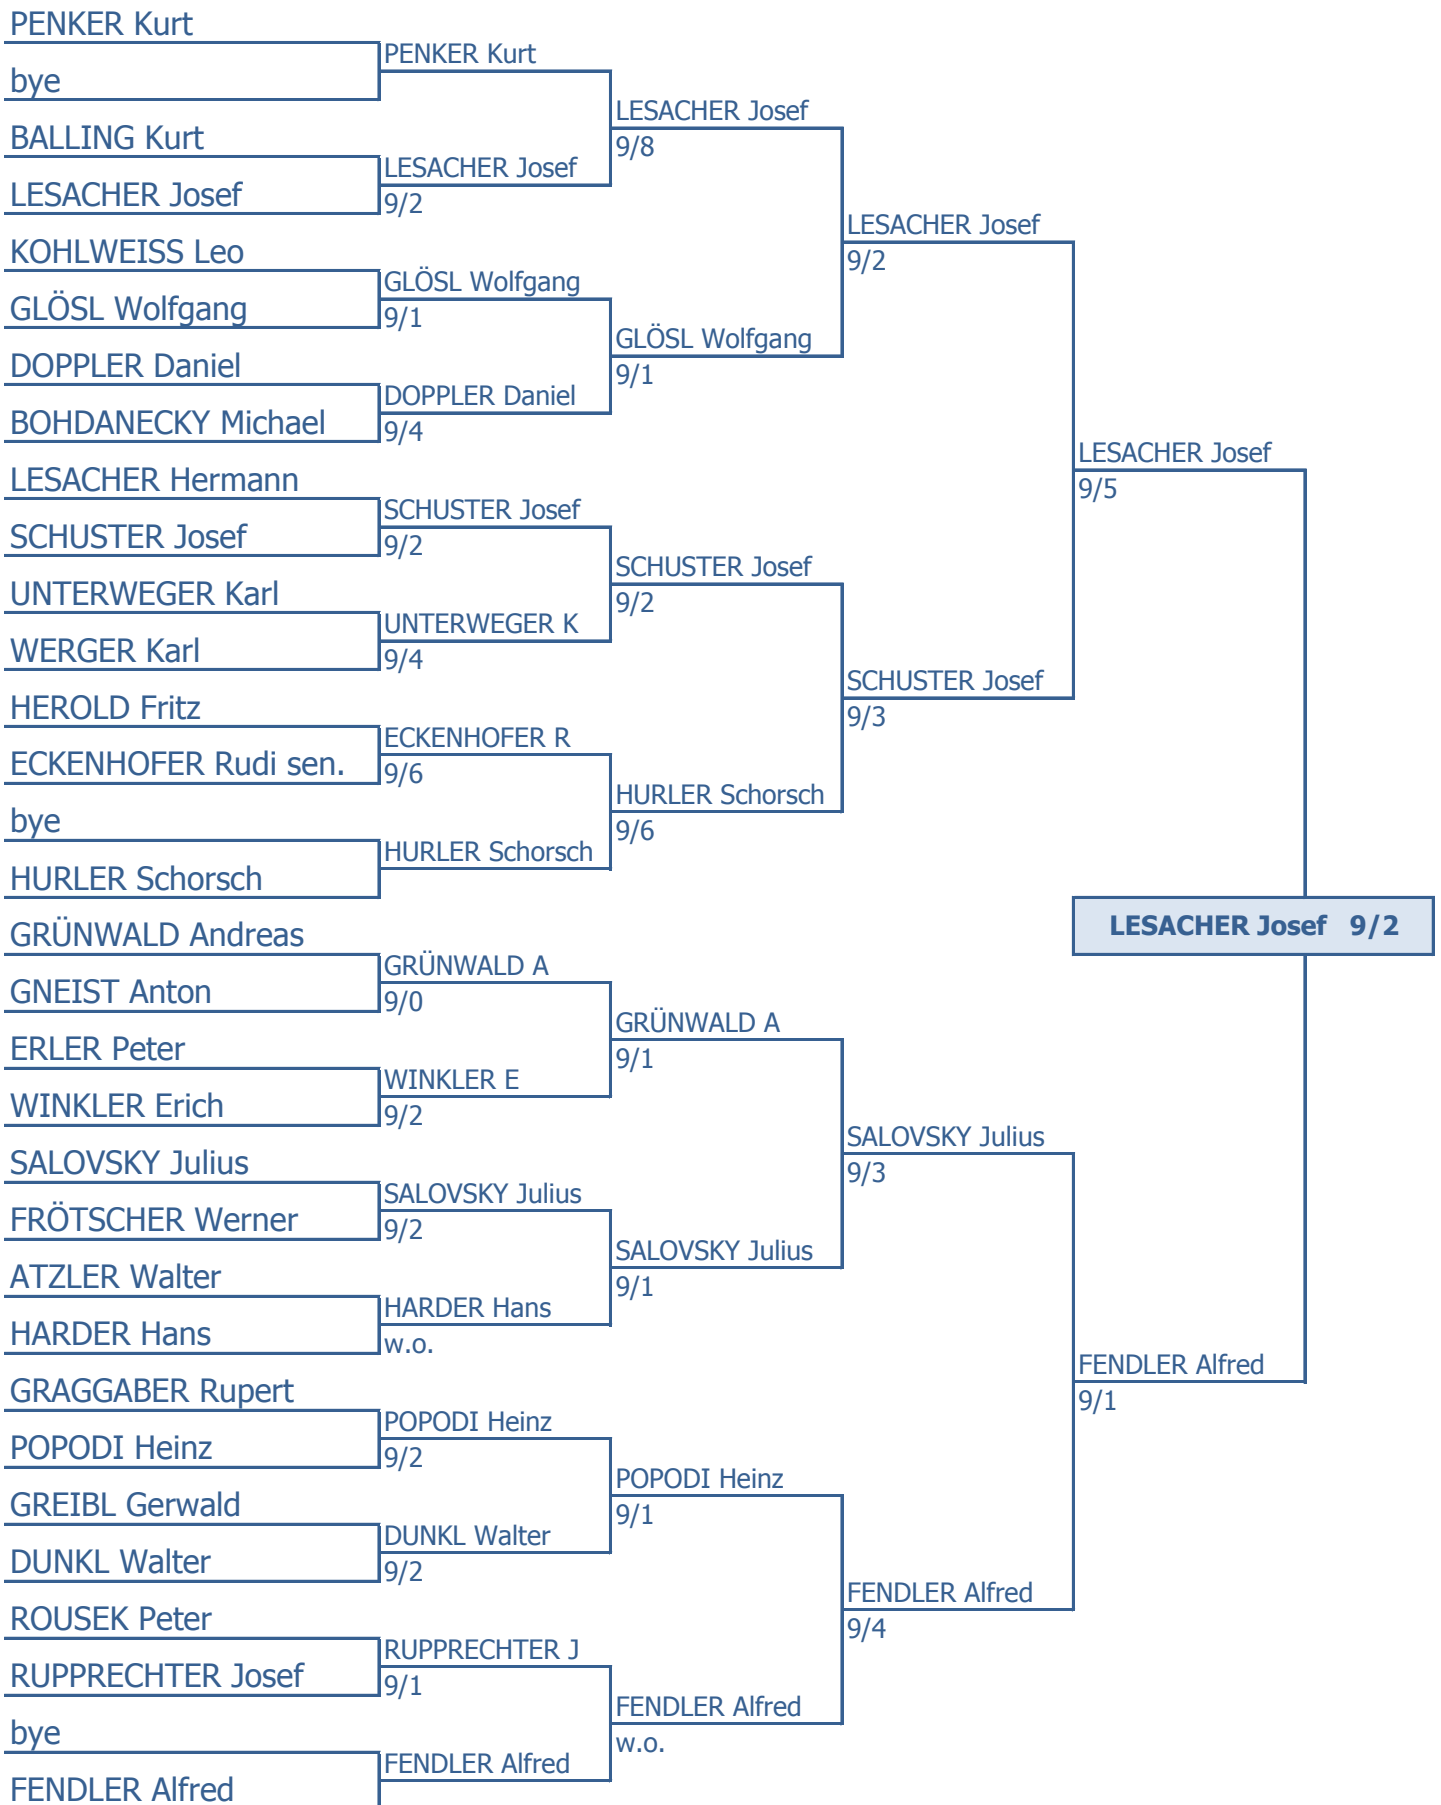 PENKER Kurt
bye
BALLING Kurt
LESACHER Josef
KOHLWEISS Leo
GLÖSL Wolfgang
DOPPLER Daniel
BOHDANECKY Michael
LESACHER Hermann
SCHUSTER Josef
UNTERWEGER Karl
WERGER Karl
HEROLD Fritz
ECKENHOFER Rudi sen.
bye
HURLER Schorsch
GRÜNWALD Andreas
GNEIST Anton
ERLER Peter
WINKLER Erich
SALOVSKY Julius
FRÖTSCHER Werner
ATZLER Walter
HARDER Hans
GRAGGABER Rupert
POPODI Heinz
GREIBL Gerwald
DUNKL Walter
ROUSEK Peter
RUPPRECHTER Josef
bye
FENDLER Alfred
PENKER Kurt
LESACHER Josef
9/2
GLÖSL Wolfgang
9/1
DOPPLER Daniel
9/4
SCHUSTER Josef
9/2
UNTERWEGER K
9/4
ECKENHOFER R
9/6
HURLER Schorsch
GRÜNWALD A
9/0
WINKLER E
9/2
SALOVSKY Julius
9/2
HARDER Hans
w.o.
POPODI Heinz
9/2
DUNKL Walter
9/2
RUPPRECHTER J
9/1
FENDLER Alfred
LESACHER Josef
9/8
GLÖSL Wolfgang
9/1
SCHUSTER Josef
9/2
HURLER Schorsch
9/6
GRÜNWALD A
9/1
SALOVSKY Julius
9/1
POPODI Heinz
9/1
FENDLER Alfred
w.o.
LESACHER Josef
9/2
SCHUSTER Josef
9/3
SALOVSKY Julius
9/3
FENDLER Alfred
9/4
LESACHER Josef
9/5
FENDLER Alfred
9/1
LESACHER Josef 9/2